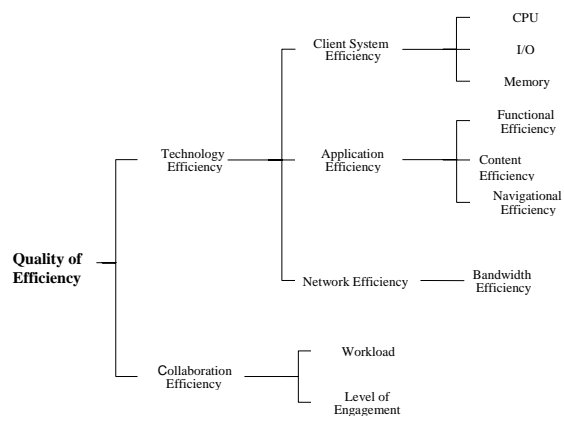 CPU
Client System
Efficiency
I/O
Memory
Functional
Efficiency
Technology
Efficiency
Application
Efficiency
Content
Efficiency
Navigational
Efficiency
Quality of
Efficiency
Network Efficiency
Bandwidth
Efficiency
Collaboration
Efficiency
Workload
Level of
Engagement